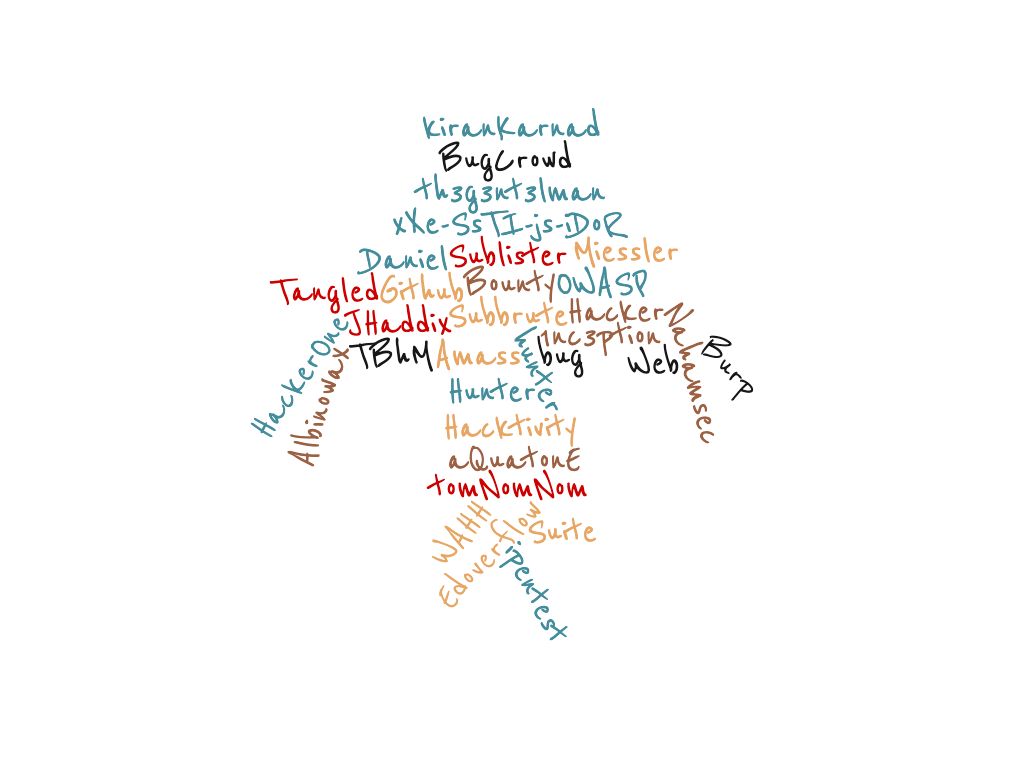 kiranKarnad
BugCrowd
th3g3nt3lman
xXe-SsTI-js-iDoR
Daniel Sublister Miessler
Tangled Github Bounty OWASP
JHaddix Subbrute Hacker
1nc3ption
TBhM Amass hunter bug Web Burp
HackerOne
Albinowax
Nahamsec
Hunter
Hacktivity
aQuatonE
tomNomNom
WAHH
Edoverflow
Suite
ipentest